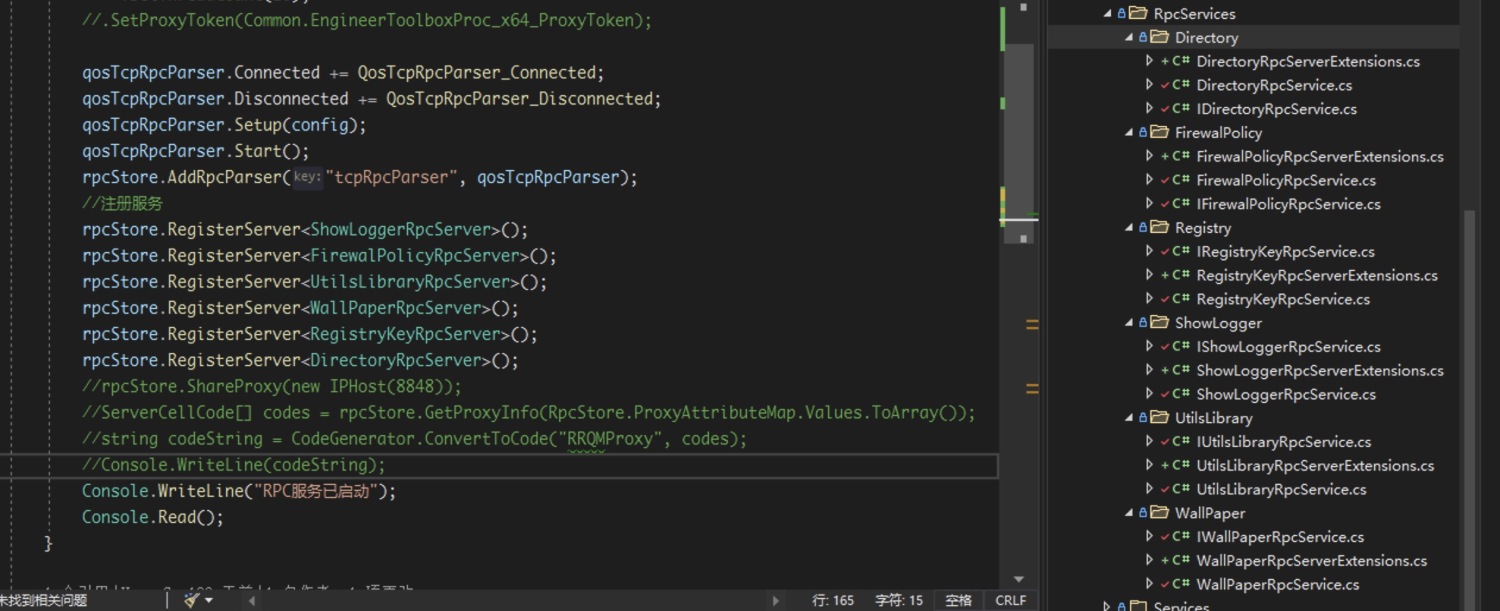 //.SetProxyToken(Common.EngineerToolboxProc_x64_ProxyToken);
qosTcpRpcParser.Connected += QosTcpRpcParser_Connected;
qosTcpRpcParser.Disconnected += QosTcpRpcParser_Disconnected;
qosTcpRpcParser.Setup(config);
qosTcpRpcParser.Start();
rpcStore.AddRpcParser(key:"tcpRpcParser", qosTcpRpcParser);
//注册服务
rpcStore.RegisterServer<ShowLoggerRpcServer>();
rpcStore.RegisterServer<FirewalPolicyRpcServer>();
rpcStore.RegisterServer<UtilsLibraryRpcServer>();
rpcStore.RegisterServer<WallPaperRpcServer>();
rpcStore.RegisterServer<RegistryKeyRpcServer>();
rpcStore.RegisterServer<DirectoryRpcServer>();
//rpcStore.ShareProxy(new IPHost(8848));
//ServerCellCode[] codes = rpcStore.GetProxyInfo(RpcStore.ProxyAttributeMap.Values.ToArray());
//string codeString = CodeGenerator.ConvertToCode("RRQMProxy", codes);
//Console.WriteLine(codeString);
Console.WriteLine("RPC服务已启动");
Console.Read();
}
未找到相关问题
行: 165
字符: 15
空格
CRLF
RpcServices
Directory
C# DirectoryRpcServerExtensions.cs
C# DirectoryRpcService.cs
C# IDirectoryRpcService.cs
FirewalPolicy
C# FirewalPolicyRpcServerExtensions.cs
C# FirewalPolicyRpcService.cs
C# IFirewalPolicyRpcService.cs
Registry
C# IRegistryKeyRpcService.cs
C# RegistryKeyRpcServerExtensions.cs
C# RegistryKeyRpcService.cs
ShowLogger
C# IShowLoggerRpcService.cs
C# ShowLoggerRpcServerExtensions.cs
C# ShowLoggerRpcService.cs
UtilsLibrary
C# IUtilsLibraryRpcService.cs
C# UtilsLibraryRpcServerExtensions.cs
C# UtilsLibraryRpcService.cs
WallPaper
C# IWallPaperRpcService.cs
C# WallPaperRpcServerExtensions.cs
C# WallPaperRpcService.cs
Services